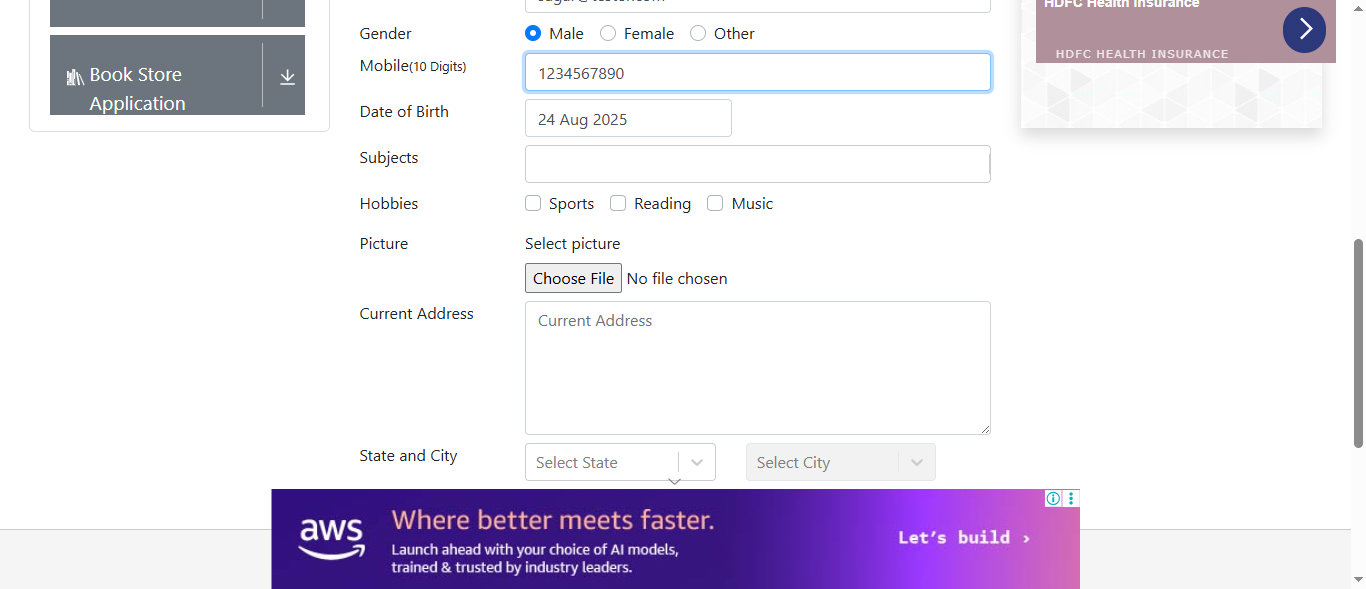 HDFC Health Insurance
HDFC HEALTH INSURANCE
Book Store
Application
Gender
Male
Female
Other
Mobile(10 Digits)
1234567890
Date of Birth
24 Aug 2025
Subjects
Hobbies
Sports
Reading
Music
Picture
Select picture
Choose File No file chosen
Current Address
Current Address
State and City
Select State
Select City
aws
Where better meets faster.
Launch ahead with your choice of AI models,
trained & trusted by industry leaders.
Let's build ›